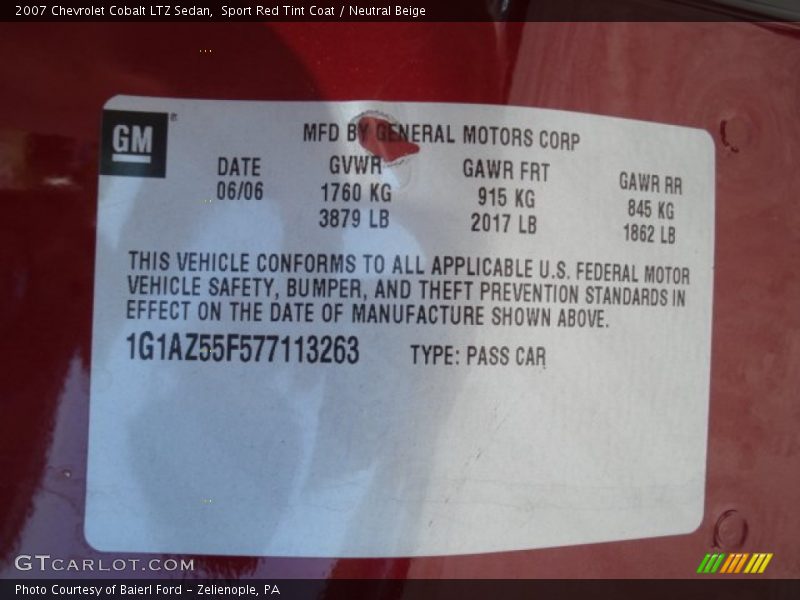 2007 Chevrolet Cobalt LTZ Sedan,  Sport Red Tint Coat / Neutral Beige
GM ®
MFD BY GENERAL MOTORS CORP
DATE GVWR GAWR FRT GAWR RR
06/06 1760 KG 915 KG 845 KG
3879 LB 2017 LB 1862 LB
THIS VEHICLE CONFORMS TO ALL APPLICABLE U.S. FEDERAL MOTOR
VEHICLE SAFETY, BUMPER, AND THEFT PREVENTION STANDARDS IN
EFFECT ON THE DATE OF MANUFACTURE SHOWN ABOVE.
1G1AZ55F577113263 TYPE: PASS CAR
GTCARLOT.COM
Photo Courtesy of Baierl Ford - Zelienople, PA